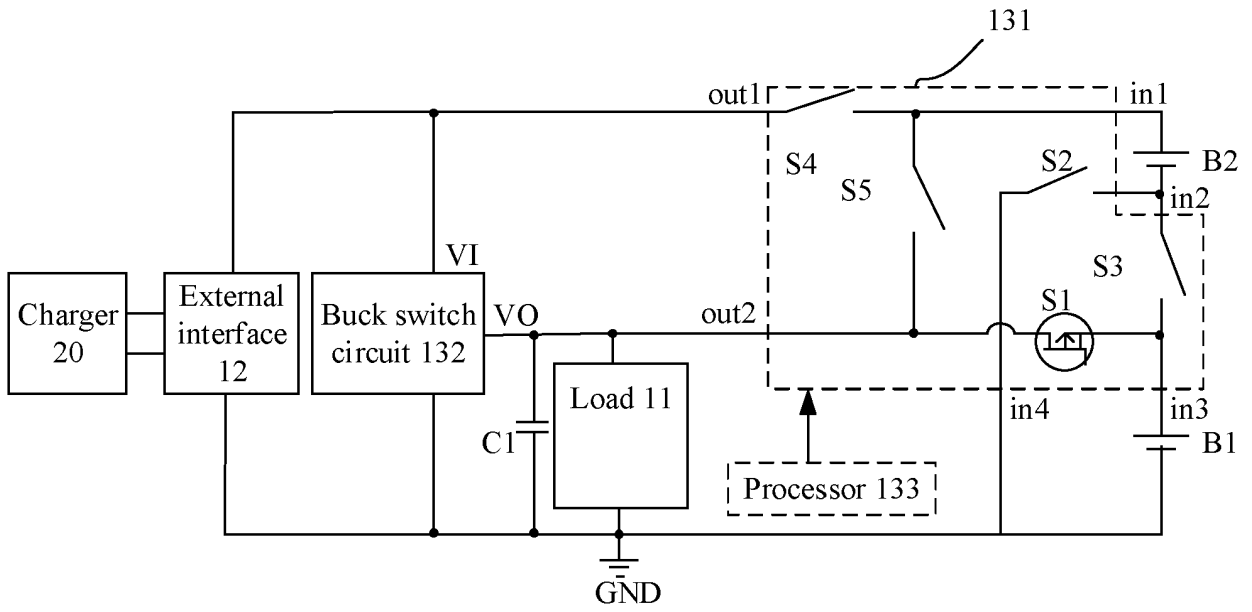 131
out1
in1
S4
S5
S2
B2
in2
VI
S3
Charger
20
External
interface
12
Buck switch
circuit 132
VO
out2
S1
Load 11
in4
in3
C1
B1
Processor 133
GND